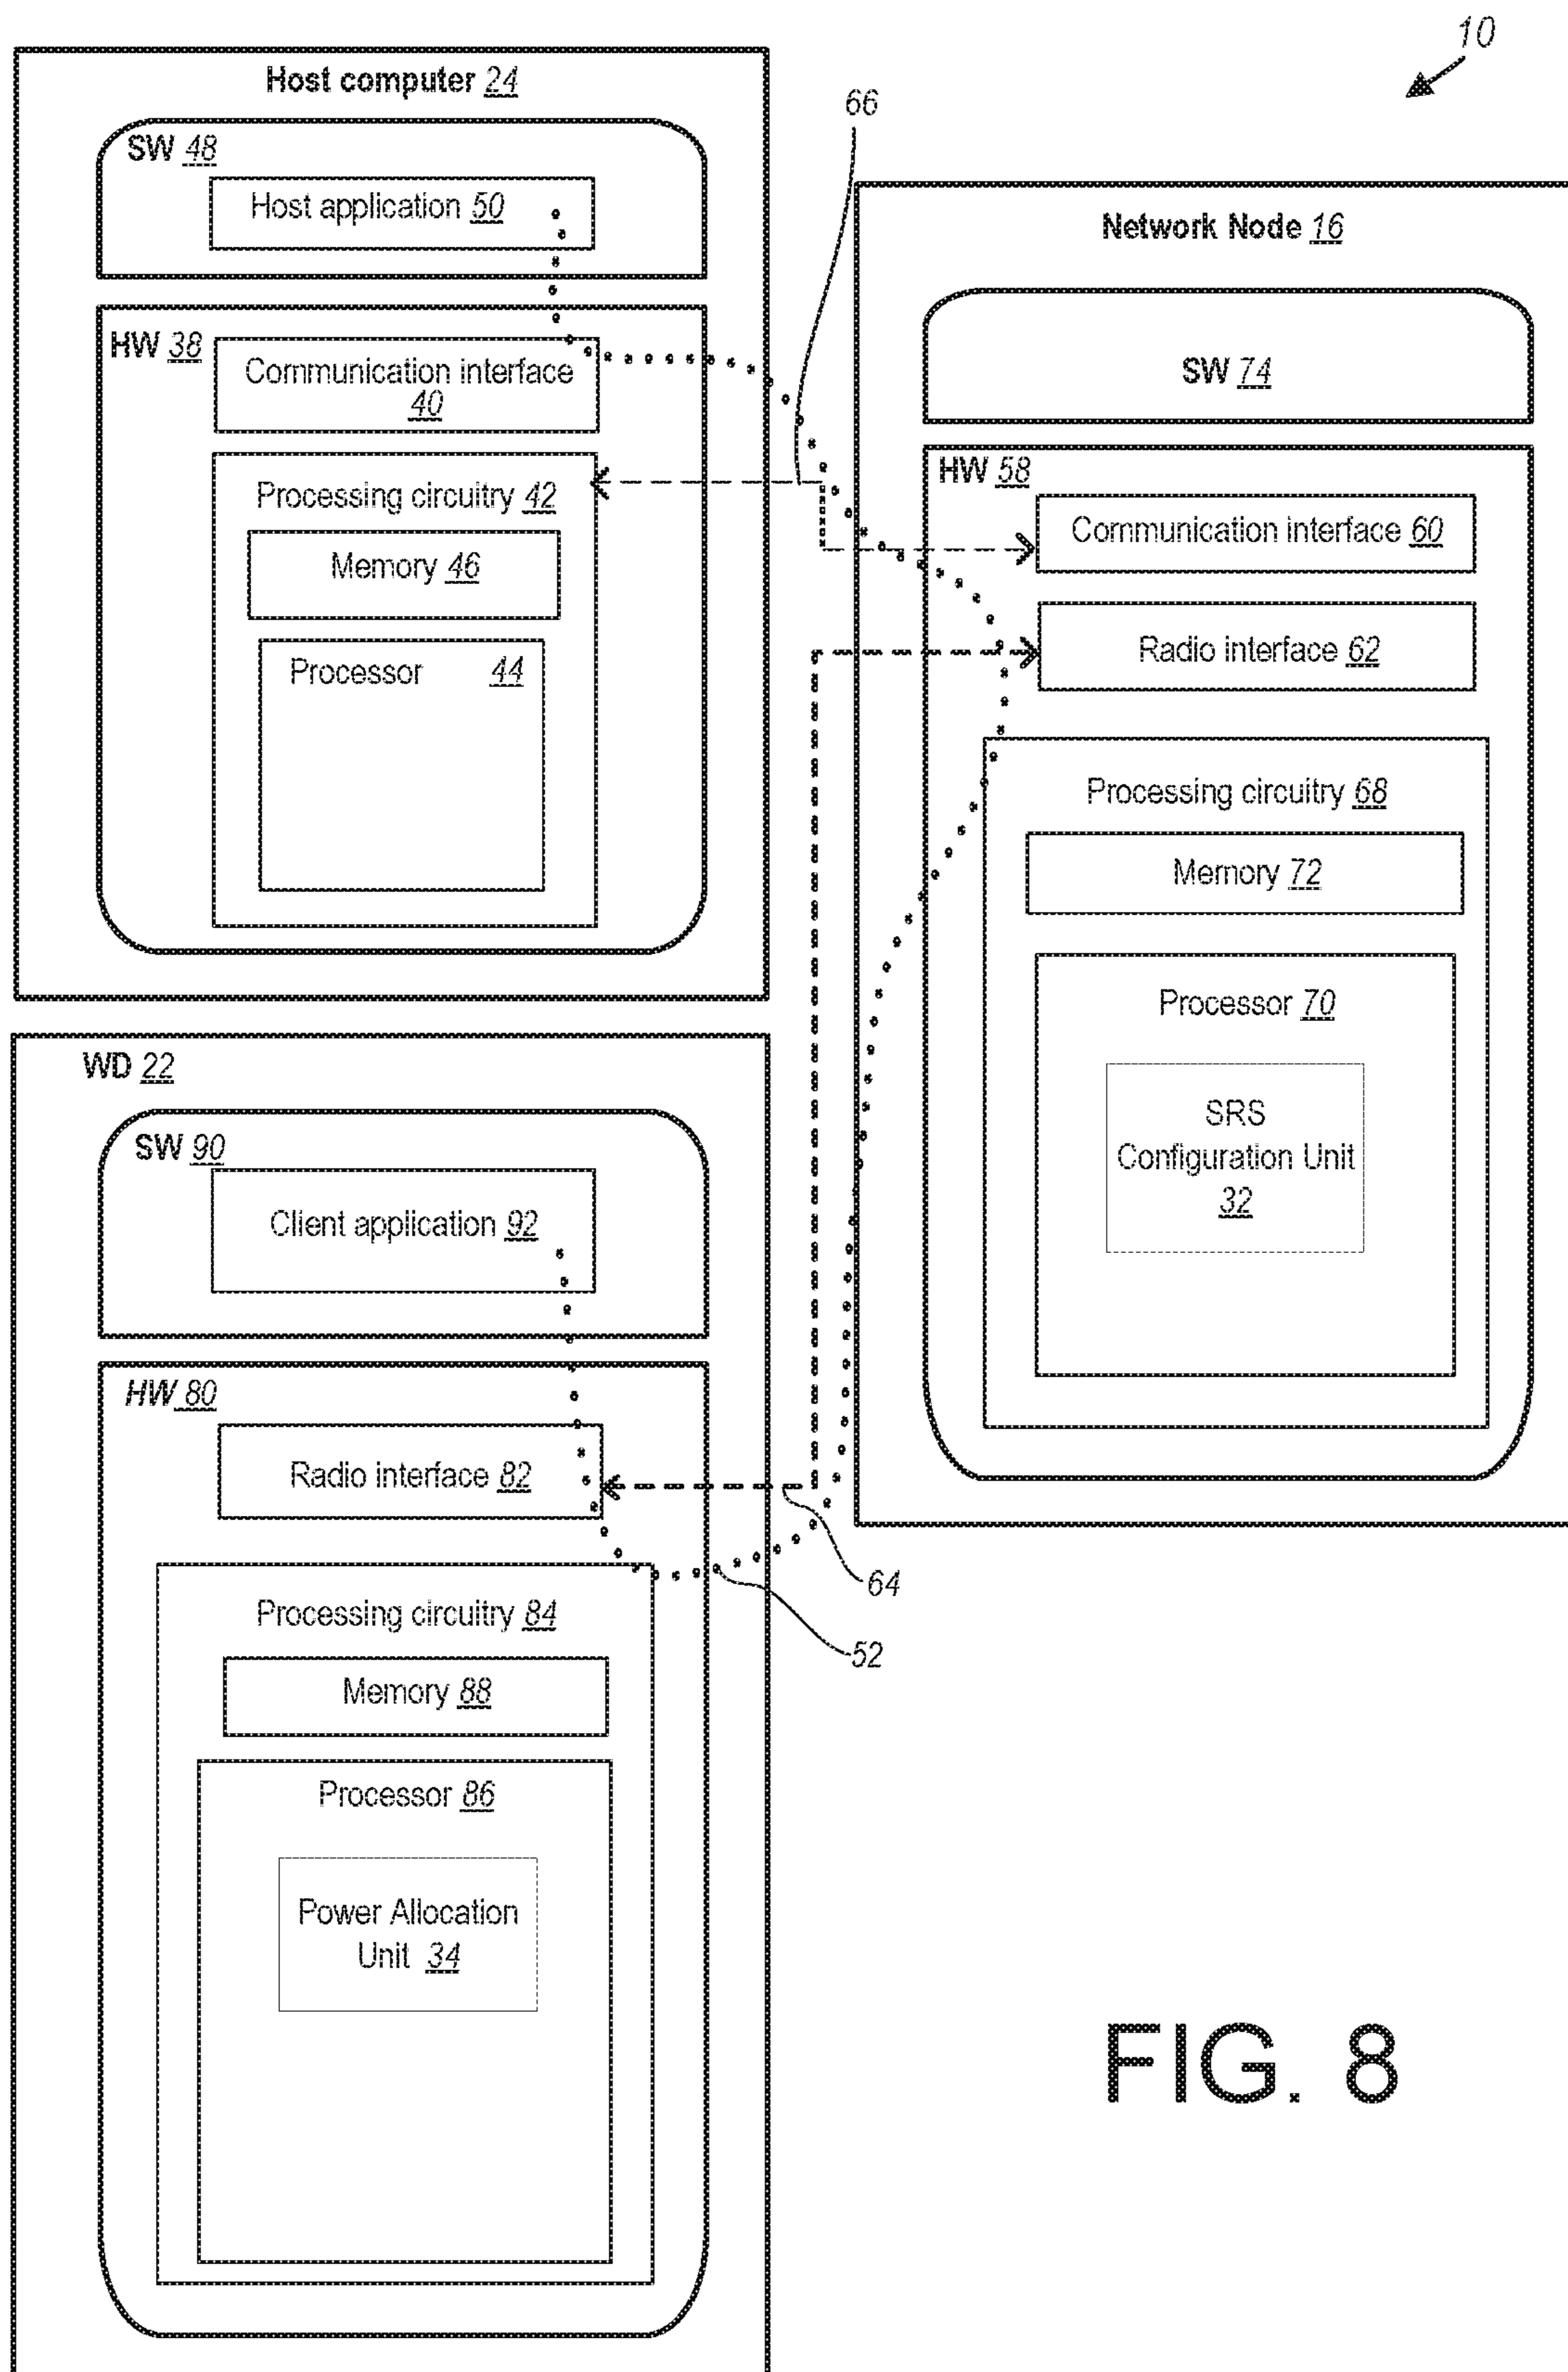 10
Host computer 24
SW 48
Host application 50
HW 38
Communication interface
40
Processing circuitry 42
Memory 46
Processor 44
66
Network Node 16
SW 74
HW 58
Communication interface 60
Radio interface 62
Processing circuitry 68
Memory 72
Processor 70
SRS
Configuration Unit
32
WD 22
SW 90
Client application 92
HW 80
Radio interface 82
Processing circuitry 84
Memory 88
Processor 86
Power Allocation
Unit 34
64
52
FIG. 8